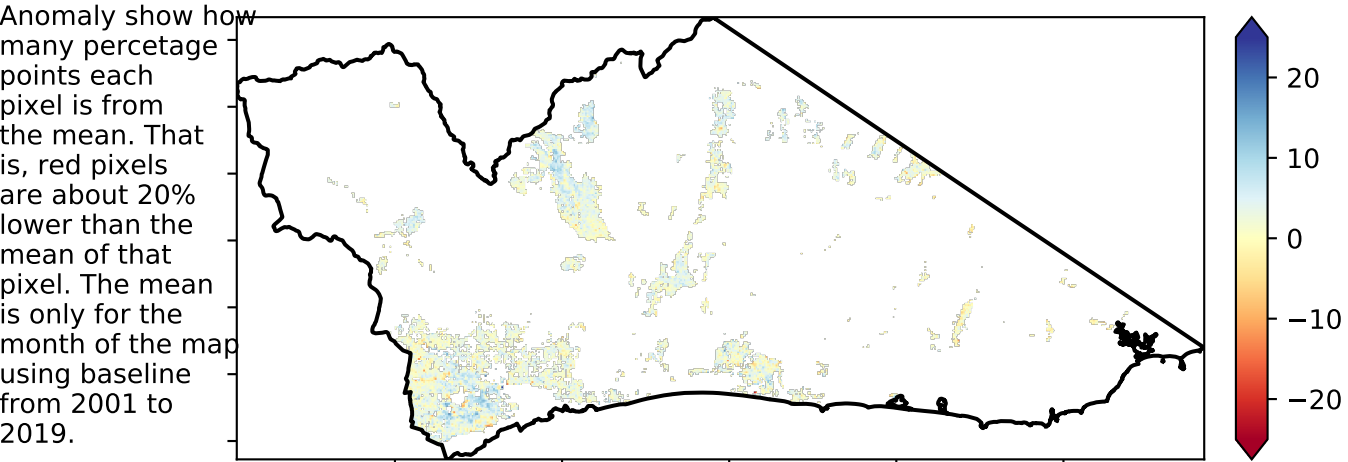 Anomaly show how
many percetage
points each
pixel is from
the mean. That
is, red pixels
are about 20%
lower than the
mean of that
pixel. The mean
is only for the
month of the map
using baseline
from 2001 to
2019.
20
10
0
−10
−20